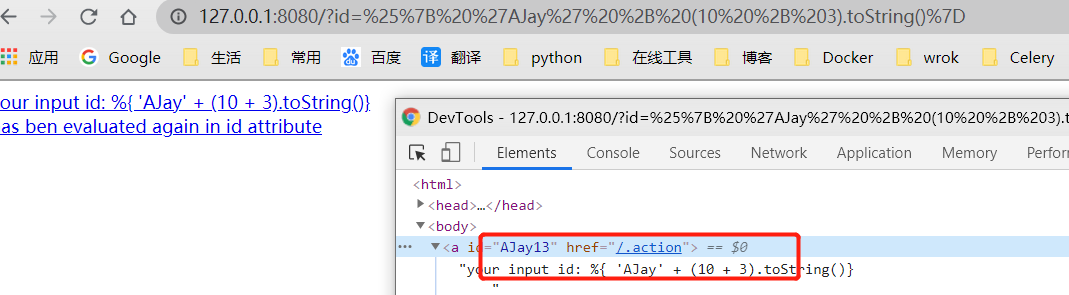 127.0.0.1:8080/?id=%25%7B%20%27AJay%27%20%2B%20(10%20%2B%203).toString()%7D
应用 Google 生活 常用 百度 译 翻译 python 在线工具 博客 Docker wrok Celery
our input id: %{ 'AJay' + (10 + 3).toString()}
as ben evaluated again in id attribute
DevTools - 127.0.0.1:8080/?id=%25%7B%20%27AJay%27%20%2B%20(10%20%2B%203).t
Elements Console Sources Network Application Memory Perfor
<html>
<head>…</head>
<body>
<a id="AJay13" href="/.action"> == $0
"your input id: %{ 'AJay' + (10 + 3).toString()}
"